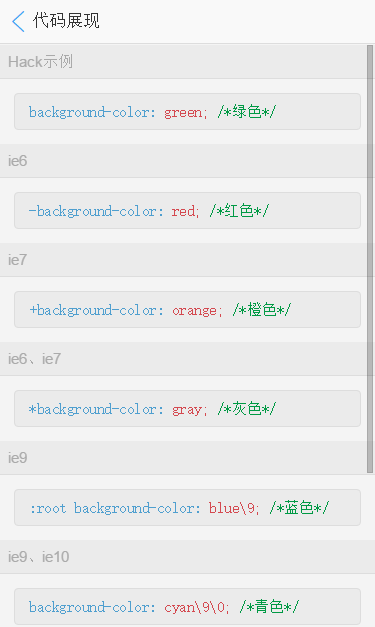 代码展现
Hack示例
background-color: green; /*绿色*/
ie6
-background-color: red; /*红色*/
ie7
+background-color: orange; /*橙色*/
ie6、ie7
*background-color: gray; /*灰色*/
ie9
:root background-color: blue\9; /*蓝色*/
ie9、ie10
background-color: cyan\9\0; /*青色*/